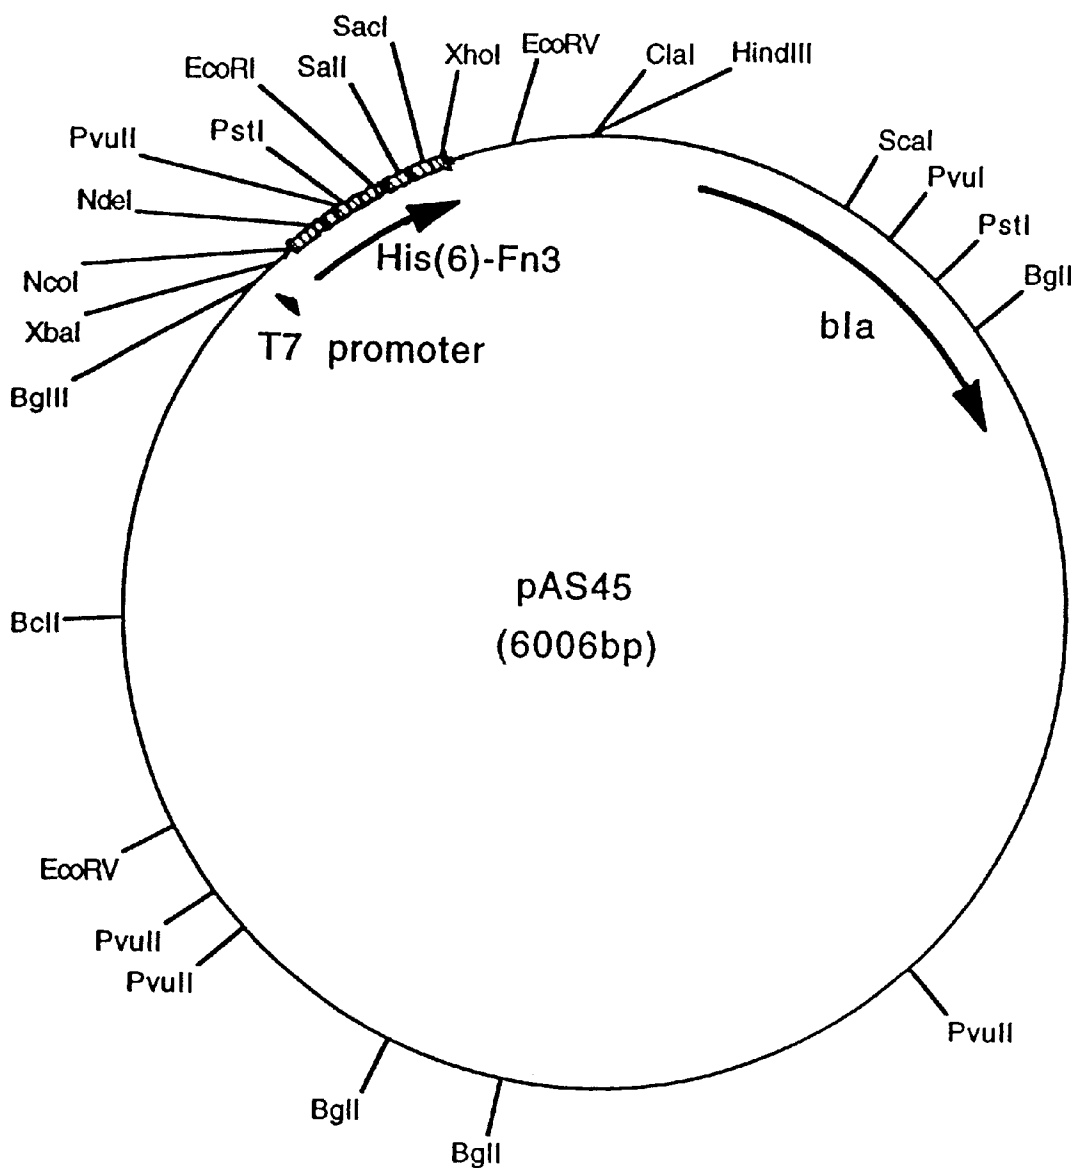 SacI
XhoI
EcoRV
ClaI
HindIII
EcoRI
SalI
PvuII
PstI
ScaI
PvuI
NdeI
PstI
His(6)-Fn3
NcoI
BglI
XbaI
bla
T7 promoter
BglII
pAS45
BclI
(6006bp)
EcoRV
PvuII
PvuII
PvuII
BglI
BglI